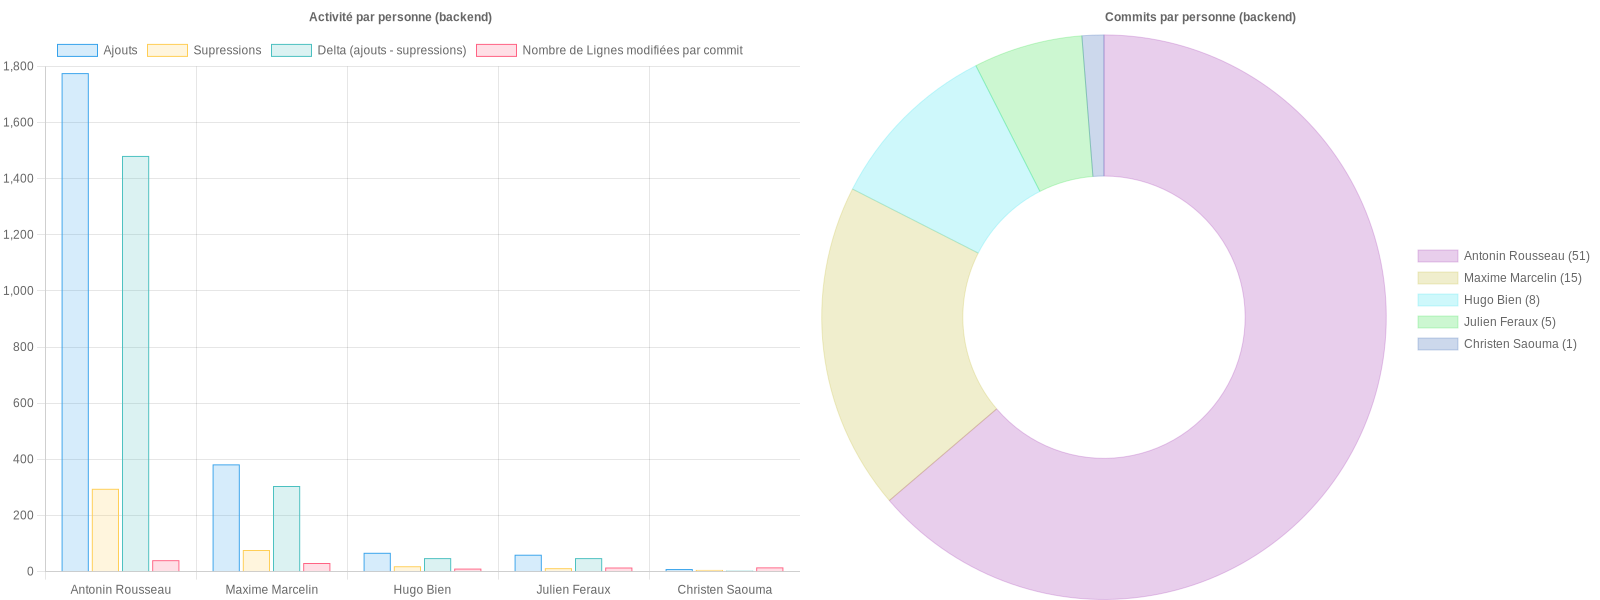 Activité par personne (backend)
Ajouts
Supressions
Delta (ajouts - supressions)
Nombre de Lignes modifiées par commit
1,800
1,600
1,400
1,200
1,000
800
600
400
200
0
Antonin Rousseau
Maxime Marcelin
Hugo Bien
Julien Feraux
Christen Saouma
Commits par personne (backend)
Antonin Rousseau (51)
Maxime Marcelin (15)
Hugo Bien (8)
Julien Feraux (5)
Christen Saouma (1)